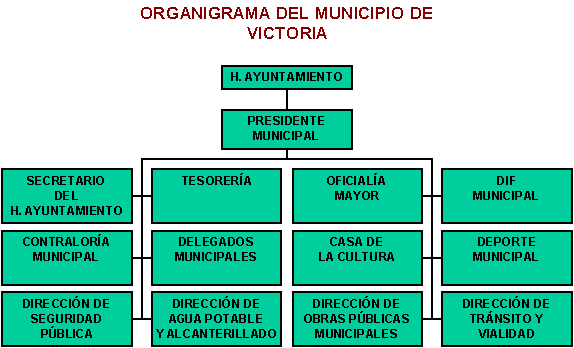 ORGANIGRAMA DEL MUNICIPIO DE
VICTORIA
H. AYUNTAMIENTO
PRESIDENTE
MUNICIPAL
SECRETARIO
DEL
H. AYUNTAMIENTO
TESORERÍA
OFICIALÍA
MAYOR
DIF
MUNICIPAL
CONTRALORÍA
MUNICIPAL
DELEGADOS
MUNICIPALES
CASA DE
LA CULTURA
DEPORTE
MUNICIPAL
DIRECCIÓN DE
SEGURIDAD
PÚBLICA
DIRECCIÓN DE
AGUA POTABLE
Y ALCANTERILLADO
DIRECCIÓN DE
OBRAS PÚBLICAS
MUNICIPALES
DIRECCIÓN DE
TRÁNSITO Y
VIALIDAD